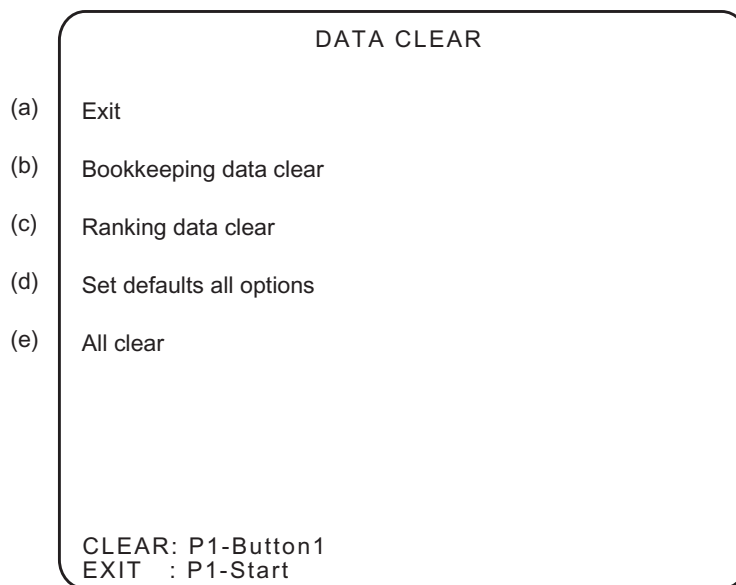 DATA CLEAR
(a) Exit
(b) Bookkeeping data clear
(c) Ranking data clear
(d) Set defaults all options
(e) All clear
CLEAR: P1-Button1
EXIT : P1-Start